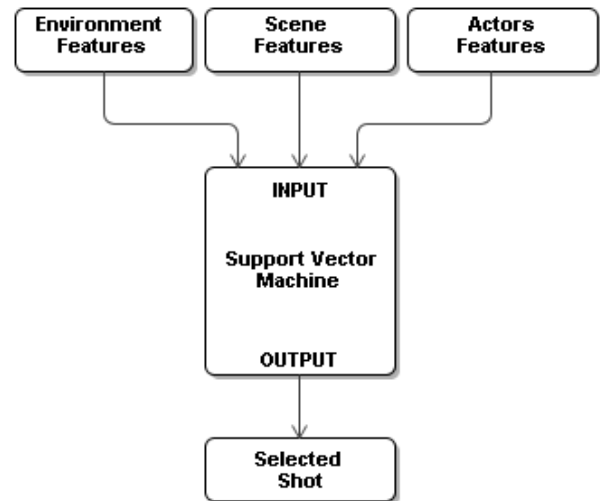 Environment
Features
Scene
Features
Actors
Features
INPUT
Support Vector
Machine
OUTPUT
Selected
Shot